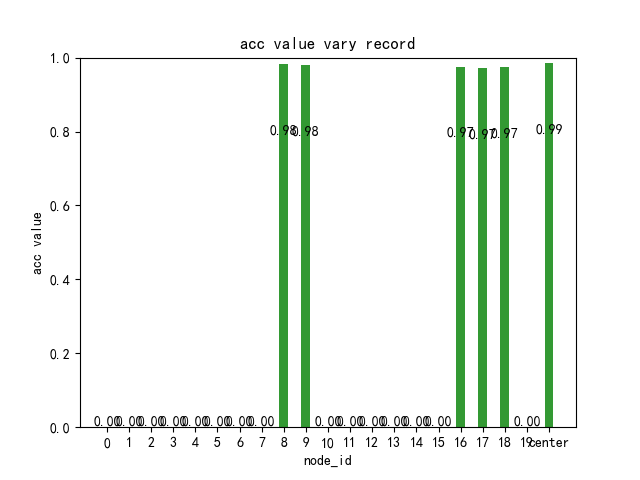 acc value vary record
1.0
0.8
0.6
0.4
0.2
0.0
acc value
0.00 0.00 0.00 0.00 0.00 0.00 0.00 0.00 0.98 0.98 0.00 0.00 0.00 0.00 0.00 0.00 0.97 0.97 0.97 0.00 0.99
0 1 2 3 4 5 6 7 8 9 10 11 12 13 14 15 16 17 18 19 center
node_id